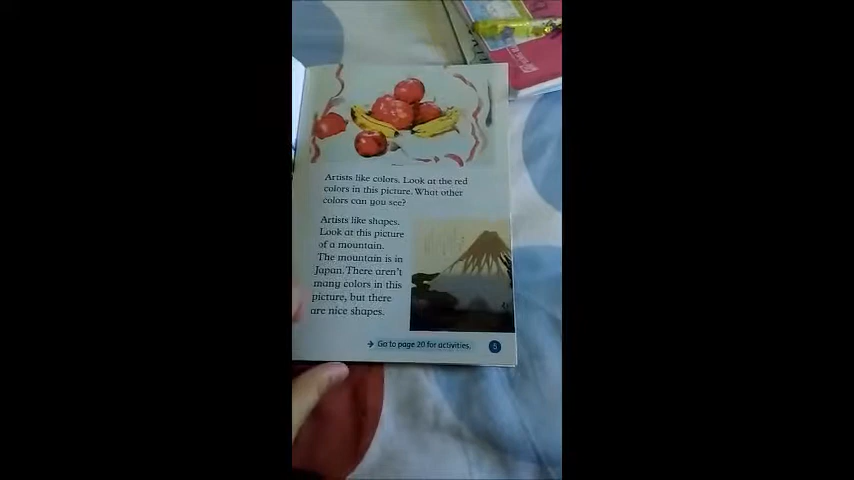 Artists like colors. Look at the red
colors in this picture. What other
colors can you see?
Artists like shapes.
Look at this picture
of a mountain.
The mountain is in
Japan. There aren't
many colors in this
picture, but there
are nice shapes.
→ Go to page 20 for activities.
5